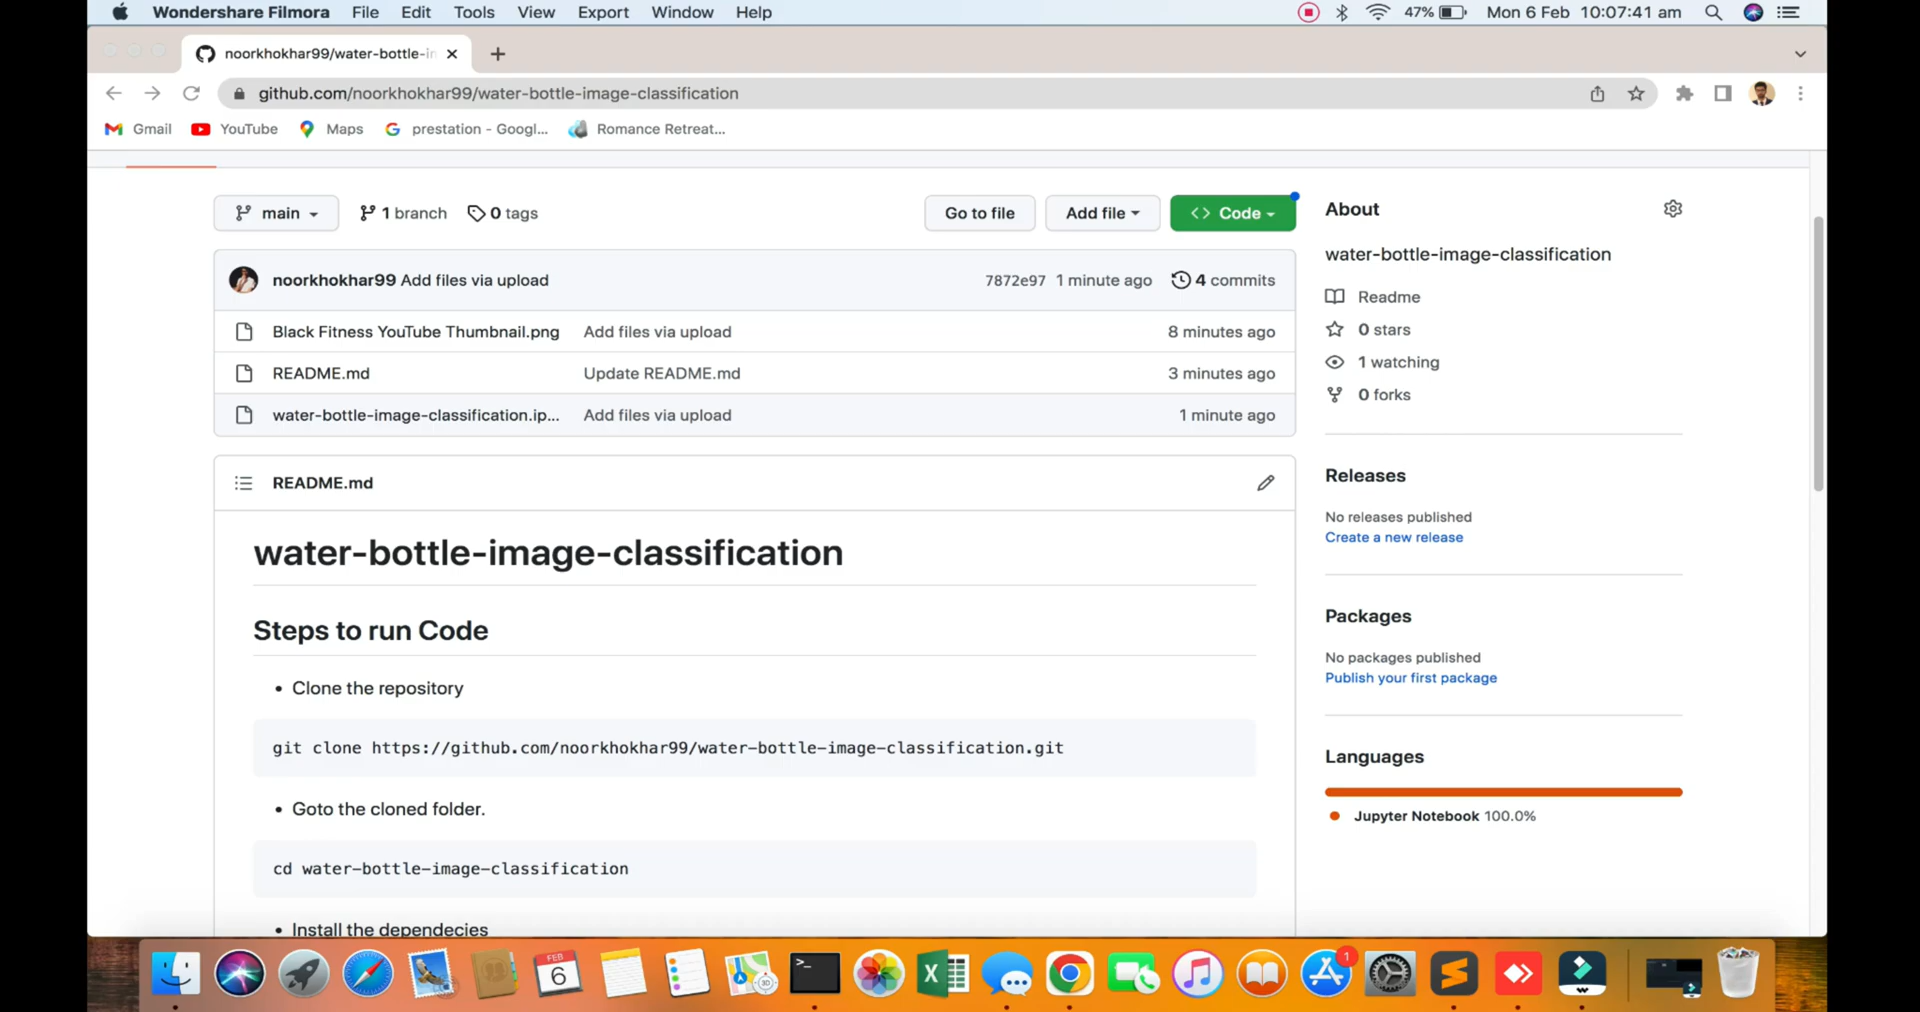 Wondershare Filmora File Edit Tools View Export Window Help 47% Mon 6 Feb 10:07:41 am
noorkhokhar99/water-bottle-in
github.com/noorkhokhar99/water-bottle-image-classification
Gmail YouTube Maps prestation - Googl... Romance Retreat...
main 1 branch 0 tags Go to file Add file Code
noorkhokhar99 Add files via upload 7872e97 1 minute ago 4 commits
Black Fitness YouTube Thumbnail.png Add files via upload 8 minutes ago
README.md Update README.md 3 minutes ago
water-bottle-image-classification.ip... Add files via upload 1 minute ago
README.md
water-bottle-image-classification
Steps to run Code
• Clone the repository
git clone https://github.com/noorkhokhar99/water-bottle-image-classification.git
• Goto the cloned folder.
cd water-bottle-image-classification
• Install the dependecies
About
water-bottle-image-classification
Readme
0 stars
1 watching
0 forks
Releases
No releases published
Create a new release
Packages
No packages published
Publish your first package
Languages
Jupyter Notebook 100.0%
FEB
6
3D
1